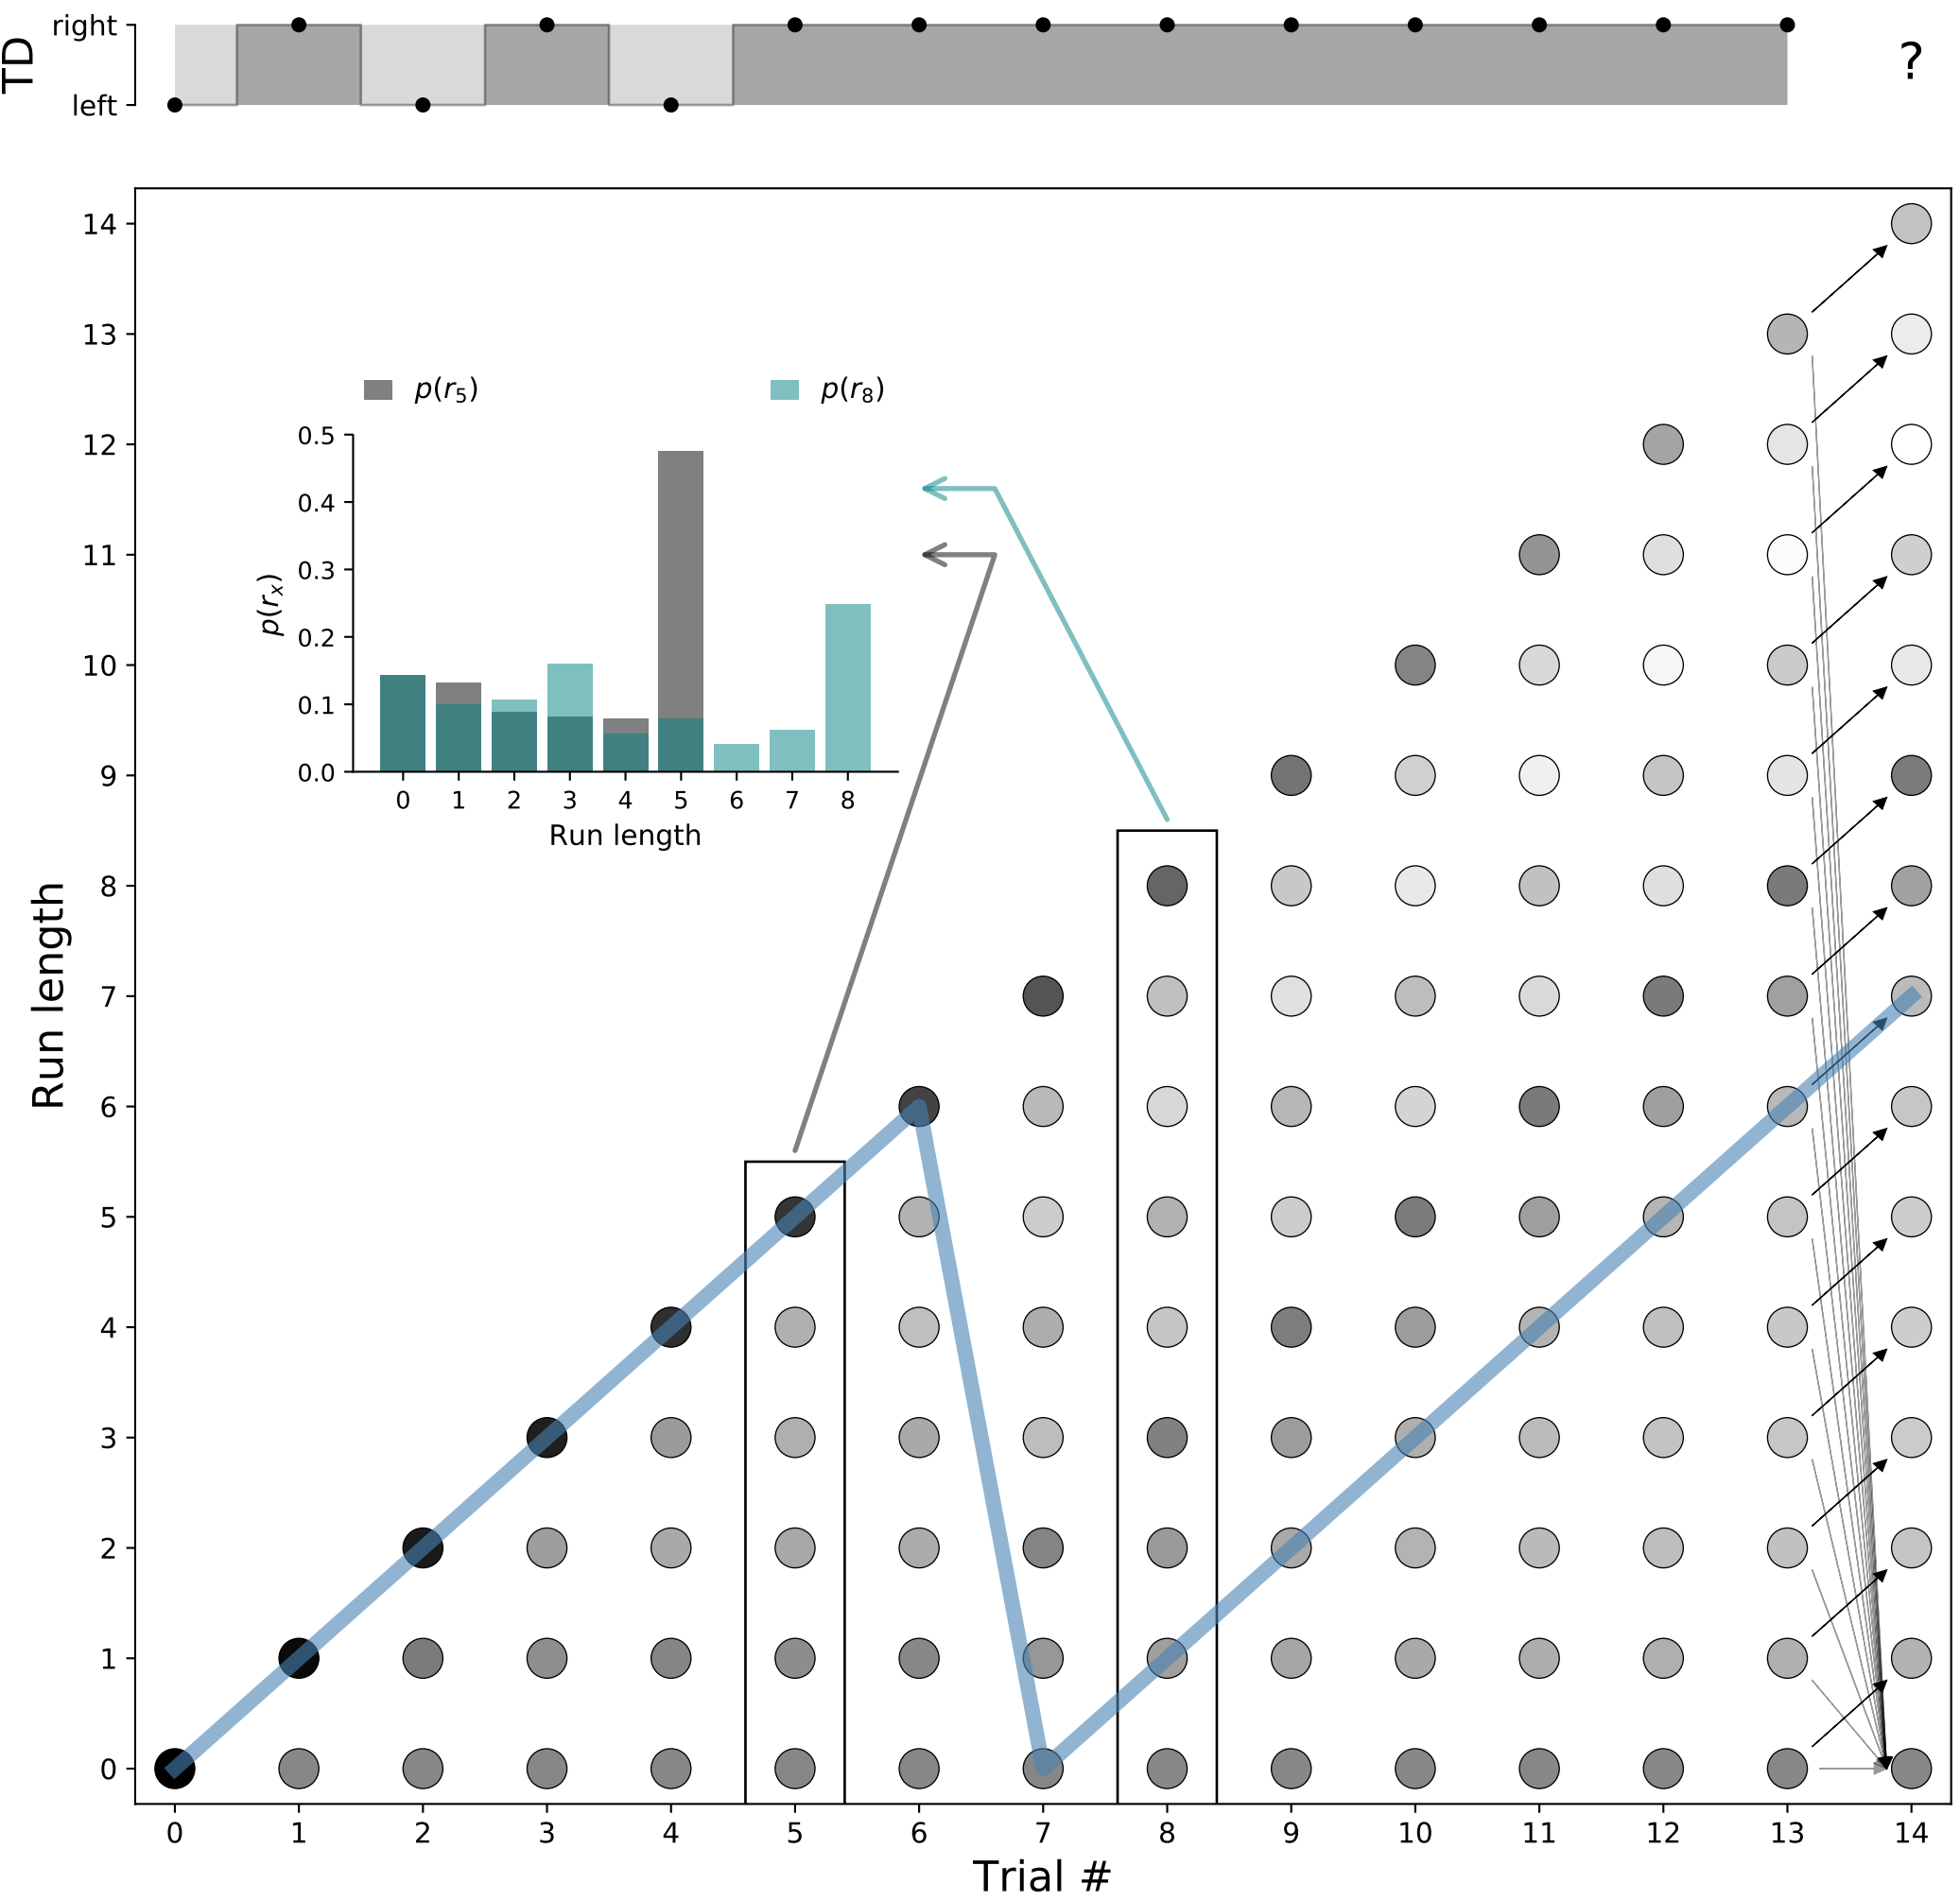 TD
right
left
?
14
13
12
11
10
9
8
7
6
5
4
3
2
1
0
Run length
p(r5) p(r8)
0.5
0.4
0.3
0.2
0.1
0.0
p(rx)
0 1 2 3 4 5 6 7 8
Run length
0 1 2 3 4 5 6 7 8 9 10 11 12 13 14
Trial #